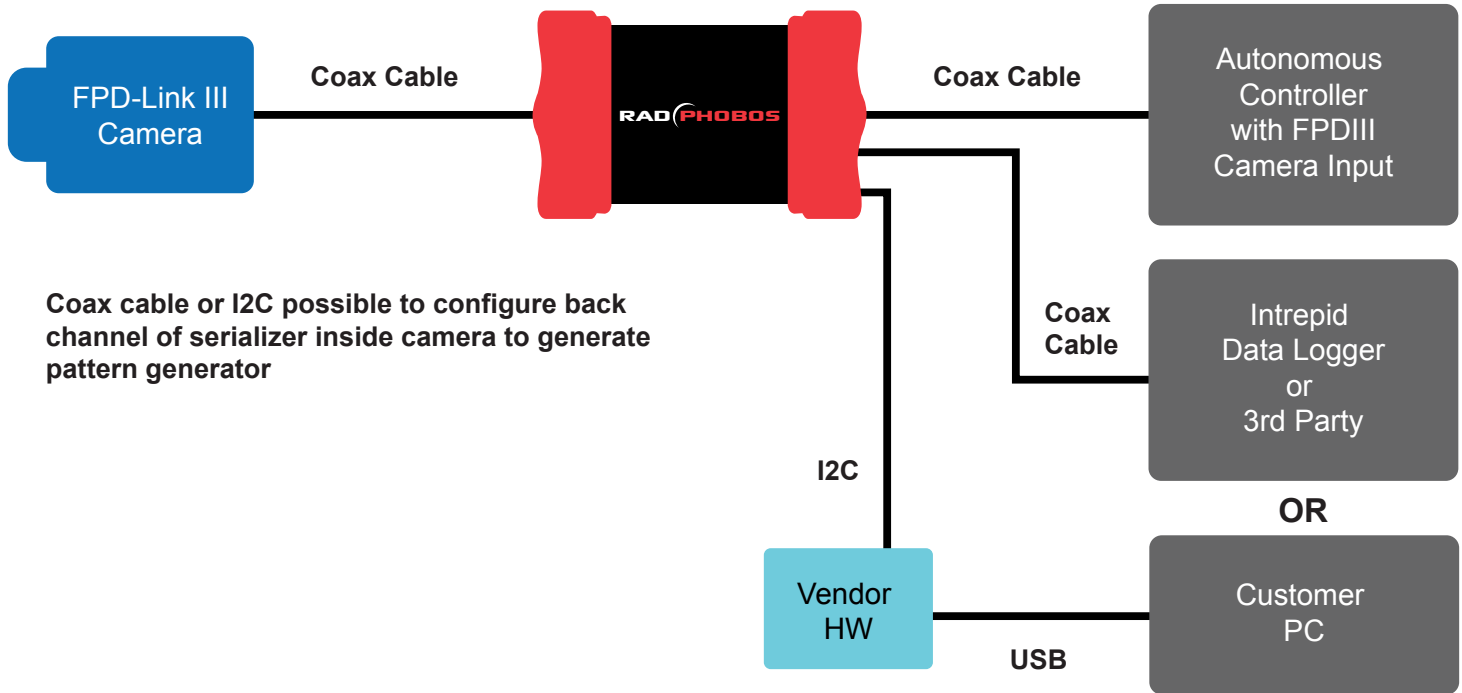 FPD-Link III
Camera
Coax Cable
RAD PHOBOS
Coax Cable
Autonomous
Controller
with FPDIII
Camera Input
Coax cable or I2C possible to configure back
channel of serializer inside camera to generate
pattern generator
Coax
Cable
Intrepid
Data Logger
or
3rd Party
I2C
OR
Vendor
HW
USB
Customer
PC